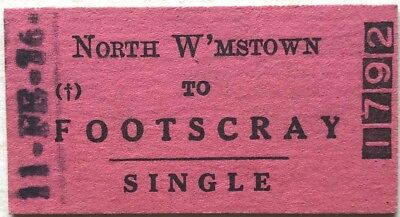 NORTH W'MSTOWN
(†) TO
FOOTSCRAY
SINGLE
11-FE-76
1792